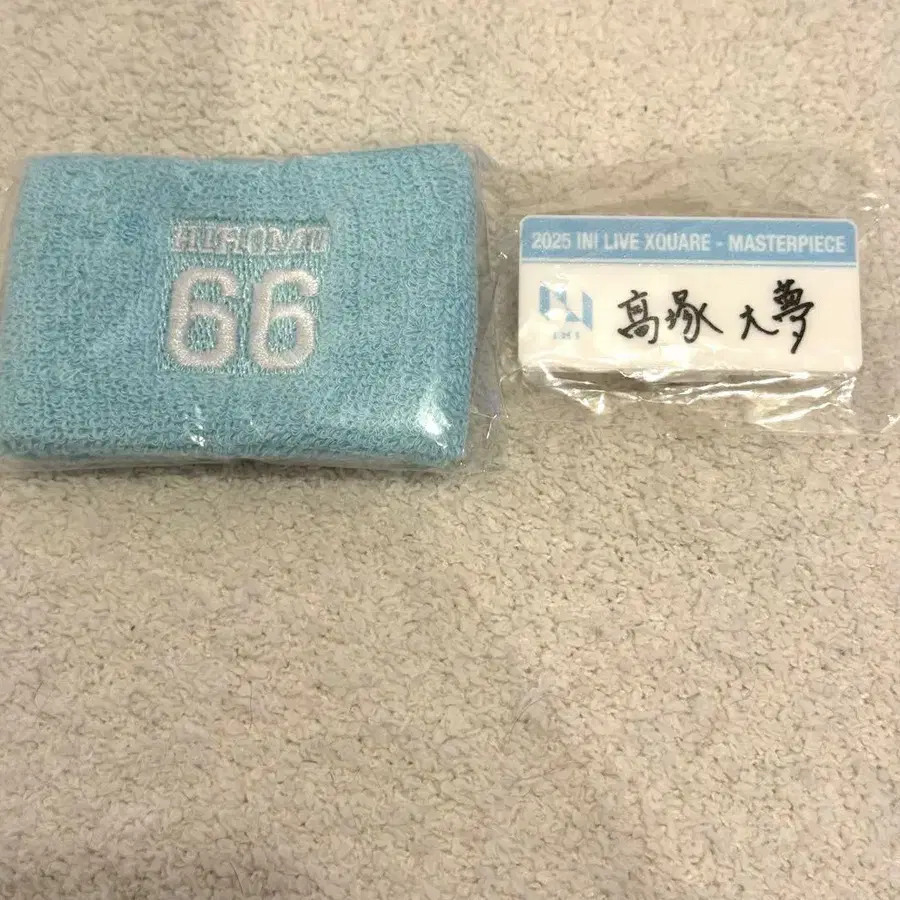 HIROMU
66
2025 INI LIVE XQUARE - MASTERPIECE
INI
髙塚 大夢